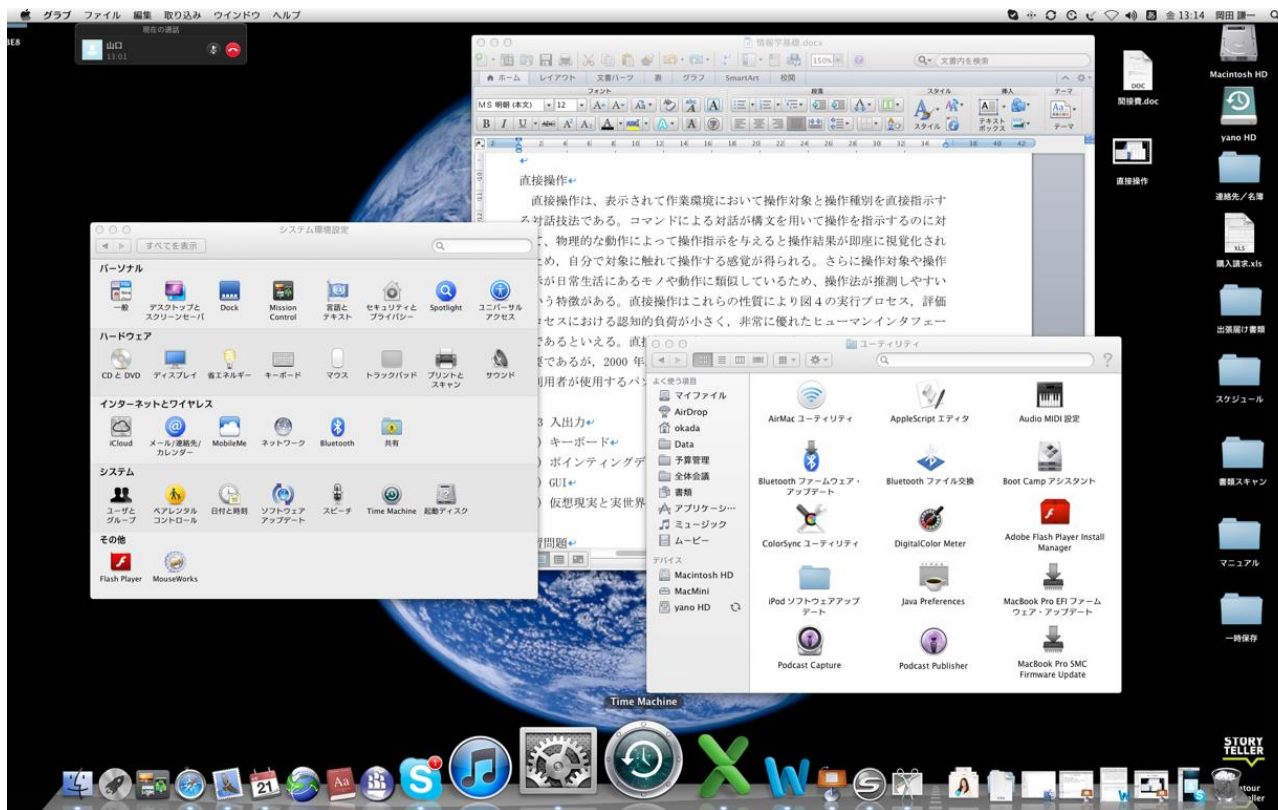 グラブ ファイル 編集 取り込み ウインドウ ヘルプ
金 13:14 岡田 謙一
現在の通話
山口
11:01
情報学基礎.docx
150%
文書内を検索
ホーム レイアウト 文書パーツ 表 グラフ SmartArt 校閲
フォント 段落 スタイル 挿入 テーマ
MS 明朝 (本文) 12
スタイル テキスト ボックス テーマ
直接操作
直接操作は、表示されて作業環境において操作対象と操作種別を直接指示す
る対話技法である。コマンドによる対話が構文を用いて操作を指示するのに対
て、物理的な動作によって操作指示を与えると操作結果が即座に視覚化され
ため、自分で対象に触れて操作する感覚が得られる。さらに操作対象や操作
示が日常生活にあるモノや動作に類似しているため、操作法が推測しやすい
いう特徴がある。直接操作はこれらの性質により図4の実行プロセス，評価
ロセスにおける認知的負荷が小さく，非常に優れたヒューマンインタフェー
であるといえる。直接
要であるが，2000 年
利用者が使用するパソ
3 入出力
) キーボード
) ポインティングデ
) GUI
) 仮想現実と実世界
習問題
システム環境設定
すべてを表示
パーソナル
一般
デスクトップと スクリーンセーバ
Dock
Mission Control
言語と テキスト
セキュリティと プライバシー
Spotlight
ユニバーサル アクセス
ハードウェア
CD と DVD
ディスプレイ
省エネルギー
キーボード
マウス
トラックパッド
プリントと スキャン
サウンド
インターネットとワイヤレス
iCloud
メール/連絡先/ カレンダー
MobileMe
ネットワーク
Bluetooth
共有
システム
ユーザと グループ
ペアレンタル コントロール
日付と時刻
ソフトウェア アップデート
スピーチ
Time Machine
起動ディスク
その他
Flash Player
MouseWorks
ユーティリティ
よく使う項目
マイファイル
AirDrop
okada
Data
予算管理
全体会議
書類
アプリケーシ…
ミュージック
ムービー
デバイス
Macintosh HD
MacMini
yano HD
AirMac ユーティリティ
AppleScript エディタ
Audio MIDI 設定
Bluetooth ファームウェア・ アップデート
Bluetooth ファイル交換
Boot Camp アシスタント
ColorSync ユーティリティ
DigitalColor Meter
Adobe Flash Player Install Manager
iPod ソフトウェアアップ デート
Java Preferences
MacBook Pro EFI ファーム ウェア・アップデート
Podcast Capture
Podcast Publisher
MacBook Pro SMC Firmware Update
DOC
間接費.doc
直接操作
Macintosh HD
yano HD
連絡先／名簿
XLS
購入請求.xls
出張届け書類
スケジュール
書類スキャン
マニュアル
一時保存
STORY TELLER
Time Machine
21
Aa